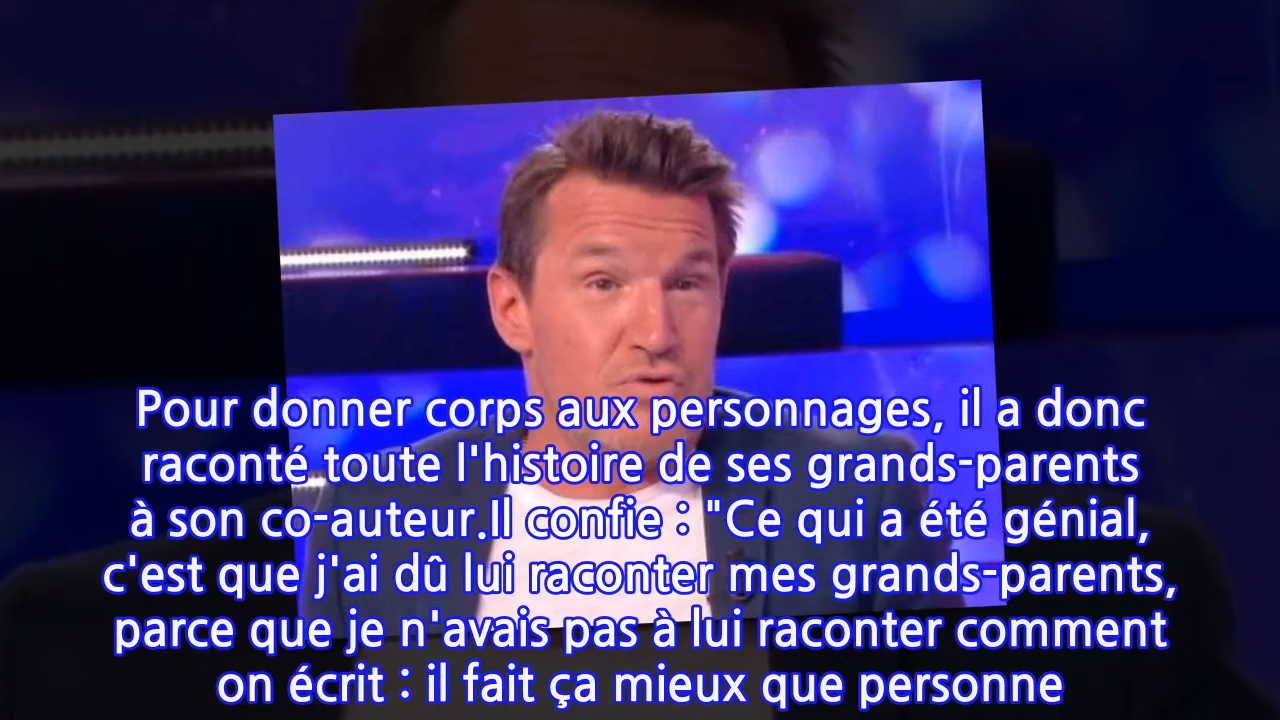 Pour donner corps aux personnages, il a donc
raconté toute l'histoire de ses grands-parents
à son co-auteur.Il confie : "Ce qui a été génial,
c'est que j'ai dû lui raconter mes grands-parents,
parce que je n'avais pas à lui raconter comment
on écrit : il fait ça mieux que personne